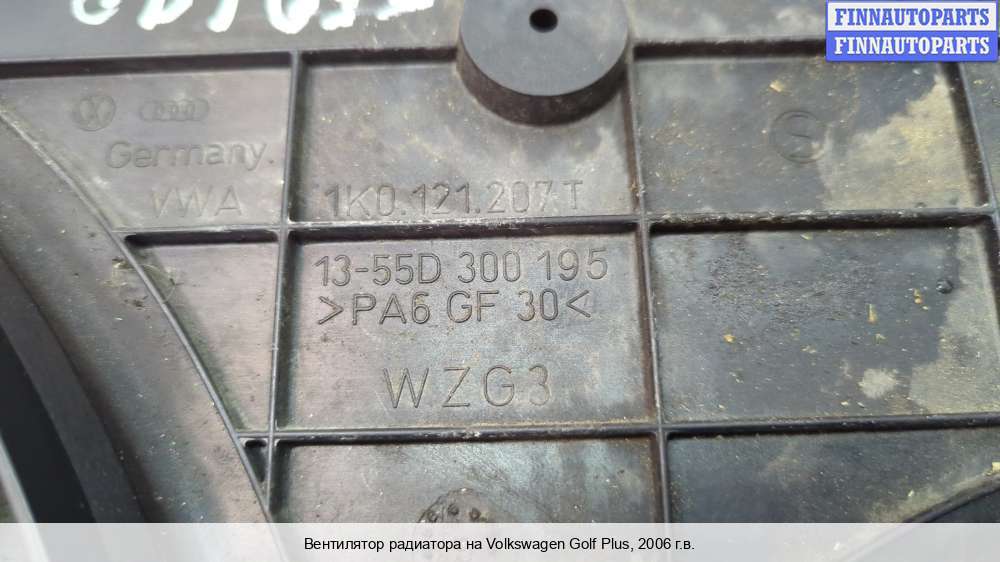 FINNAUTOPARTS
FINNAUTOPARTS
Germany.
VWA
1K0.121.207.T
13-55D 300 195
>PA6 GF 30<
WZG3
Вентилятор радиатора на Volkswagen Golf Plus, 2006 г.в.